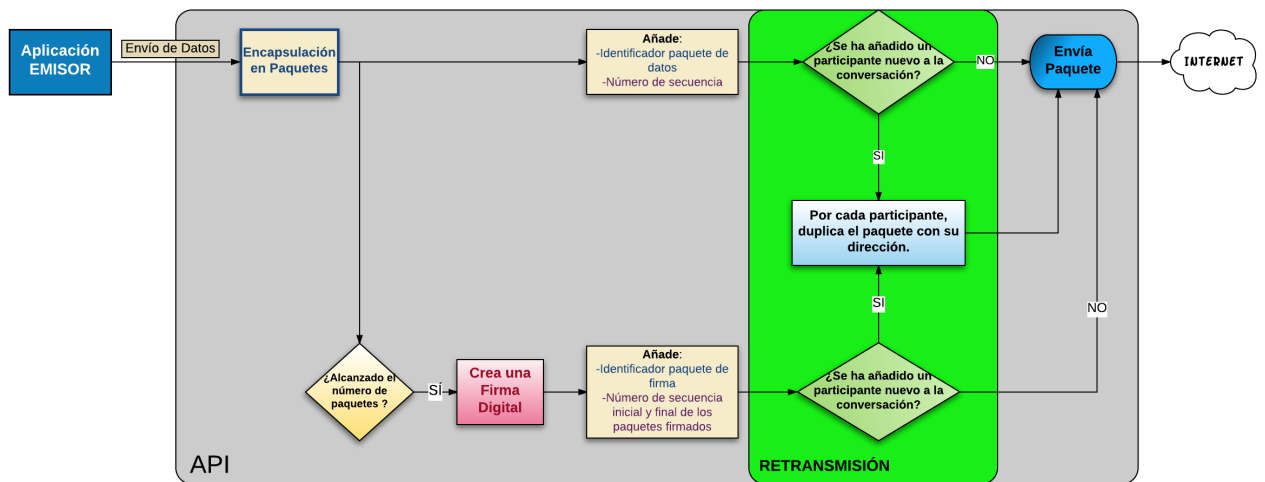 Aplicación
EMISOR
Envío de Datos
Encapsulación
en Paquetes
Añade:
-Identificador paquete de
datos
-Número de secuencia
¿Se ha añadido un
participante nuevo a la
conversación?
NO
Envía
Paquete
INTERNET
SI
Por cada participante,
duplica el paquete con su
dirección.
SI
NO
¿Alcanzado el
número de
paquetes ?
SÍ
Crea una
Firma
Digital
Añade:
-Identificador paquete de
firma
-Número de secuencia
inicial y final de los
paquetes firmados
¿Se ha añadido un
participante nuevo a la
conversación?
API
RETRANSMISIÓN